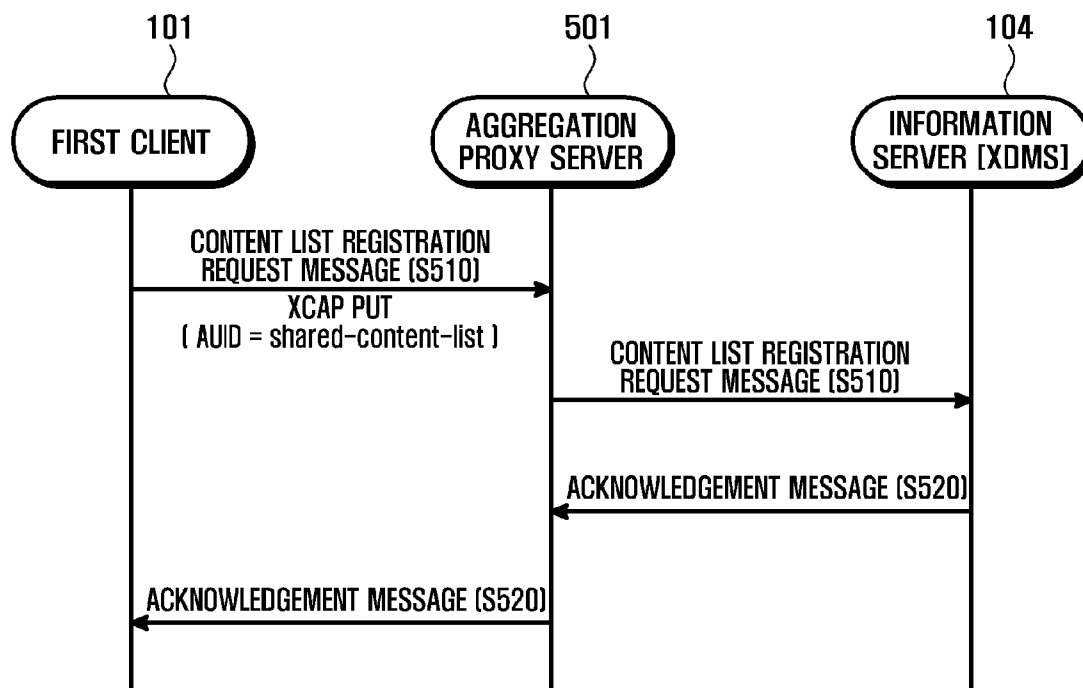 101
501
104
FIRST CLIENT
AGGREGATION
PROXY SERVER
INFORMATION
SERVER [XDMS]
CONTENT LIST REGISTRATION
REQUEST MESSAGE (S510)
XCAP PUT
( AUID = shared-content-list )
CONTENT LIST REGISTRATION
REQUEST MESSAGE (S510)
ACKNOWLEDGEMENT MESSAGE (S520)
ACKNOWLEDGEMENT MESSAGE (S520)